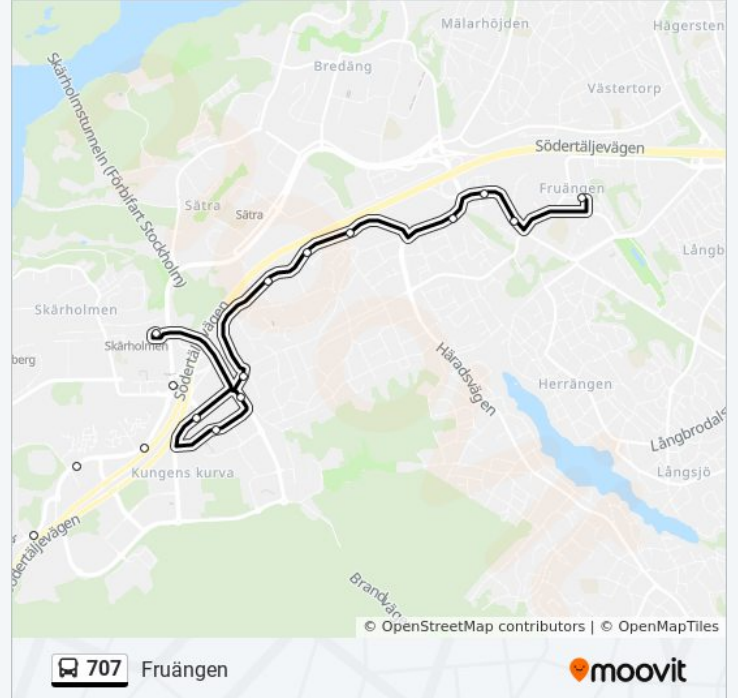 Mälarhöjden
Hägersten
Bredäng
Västertorp
Skärholmstunneln (Förbifart Stockholm)
Södertäljevägen
Fruängen
Sätra
Sätra
Långb
Skärholmen
Skärholmen
berg
Södertäljevägen
Häradsvägen
Herrängen
Långbrodals
Långsjö
Kungens kurva
Södertäljevägen
Brandväg
© OpenStreetMap contributors | © OpenMapTiles
707 Fruängen
moovit